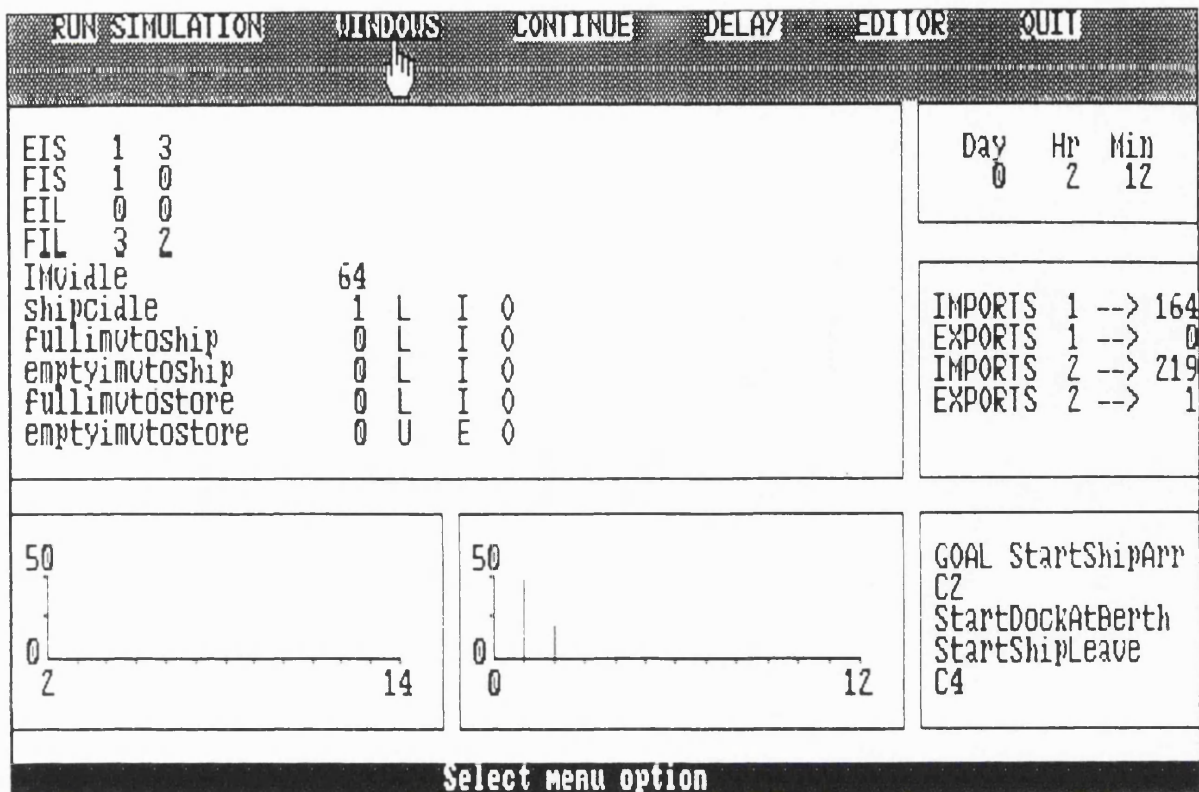 RUN SIMULATION WINDOWS CONTINUE DELAY EDITOR QUIT
EIS 1 3
FIS 1 0
EIL 0 0
FIL 3 2
IMVidle 64
shipcidle 1 L I 0
fullimvtoship 0 L I 0
emptyimvtoship 0 L I 0
fullimvtostore 0 L I 0
emptyimvtostore 0 U E 0
Day Hr Min
0 2 12
IMPORTS 1 --> 164
EXPORTS 1 --> 0
IMPORTS 2 --> 219
EXPORTS 2 --> 1
50
0
2 14
50
0
0 12
GOAL StartShipArr
C2
StartDockAtBerth
StartShipLeave
C4
Select menu option